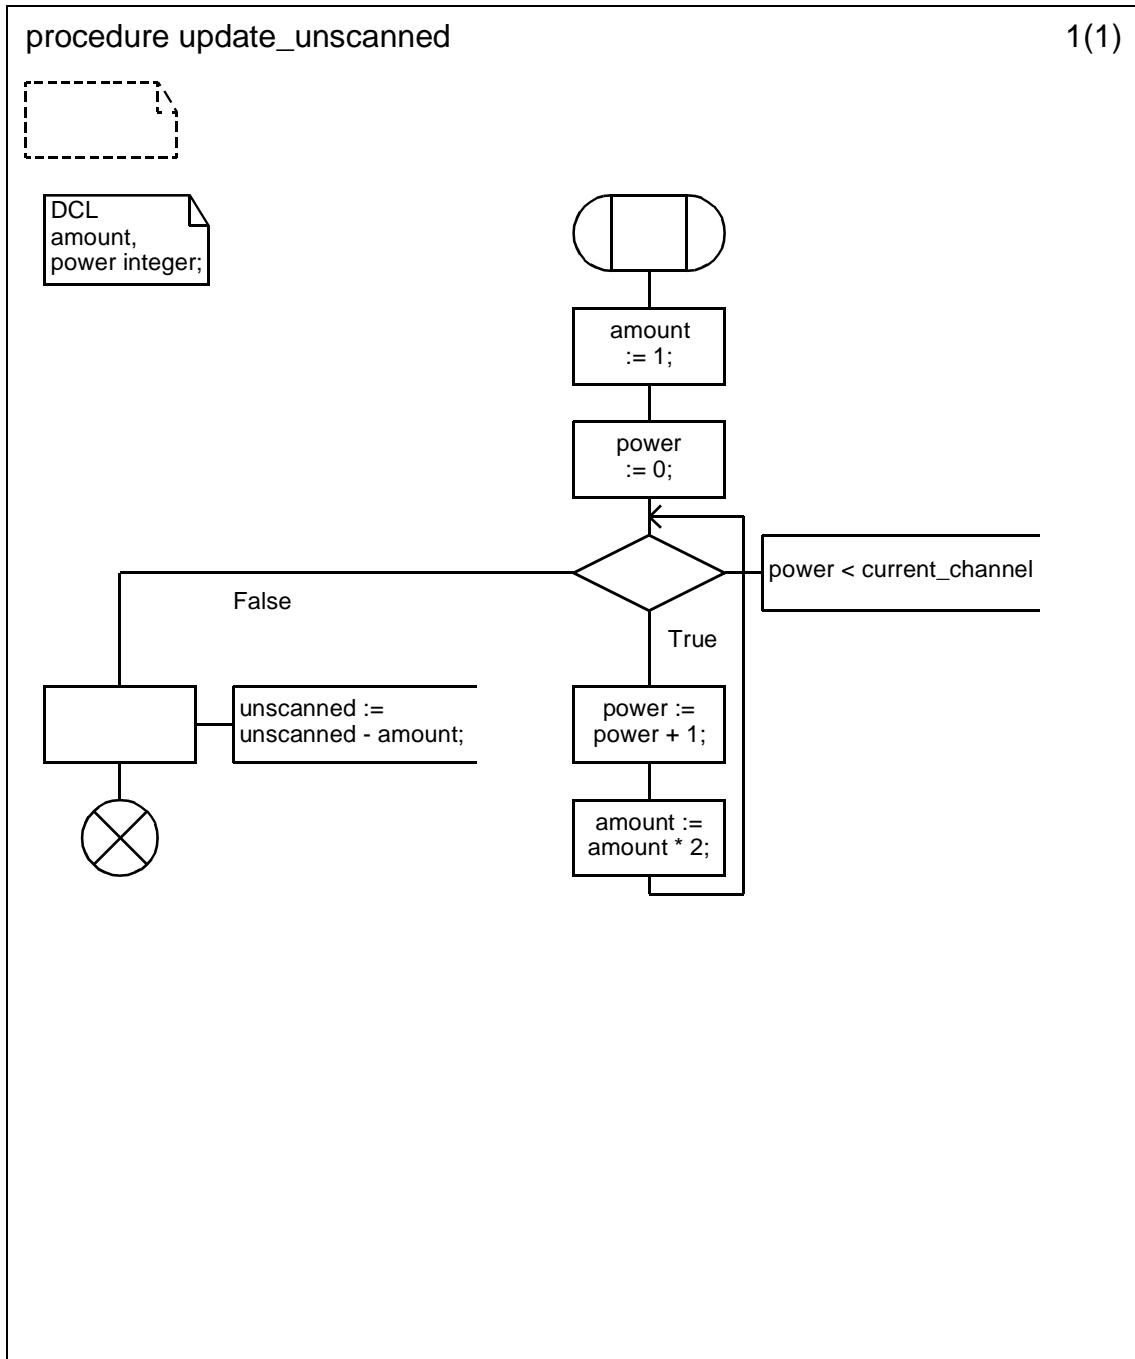 procedure update_unscanned
1(1)
DCL
amount,
power integer;
amount
:= 1;
power
:= 0;
power < current_channel
False
True
unscanned :=
unscanned - amount;
power :=
power + 1;
amount :=
amount * 2;